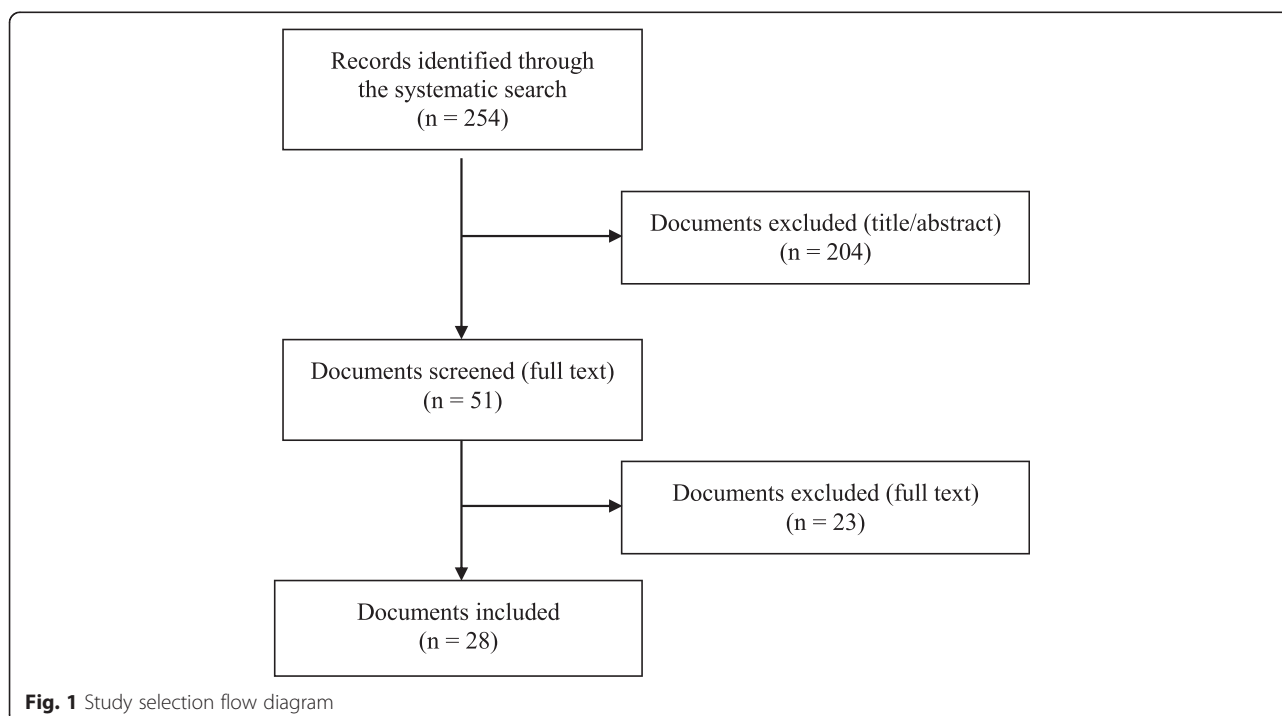 Records identified through
the systematic search
(n = 254)
Documents excluded (title/abstract)
(n = 204)
Documents screened (full text)
(n = 51)
Documents excluded (full text)
(n = 23)
Documents included
(n = 28)
Fig. 1 Study selection flow diagram